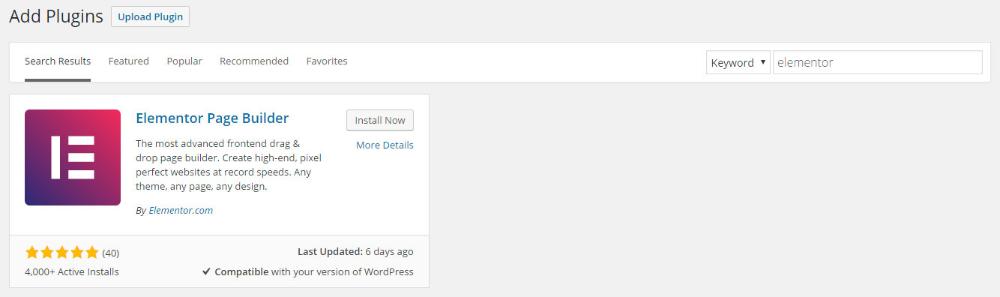 Add Plugins Upload Plugin
Search Results Featured Popular Recommended Favorites Keyword elementor
Elementor Page Builder
Install Now
The most advanced frontend drag &
drop page builder. Create high-end, pixel
perfect websites at record speeds. Any
theme, any page, any design.
More Details
By Elementor.com
(40)
Last Updated: 6 days ago
4,000+ Active Installs
Compatible with your version of WordPress